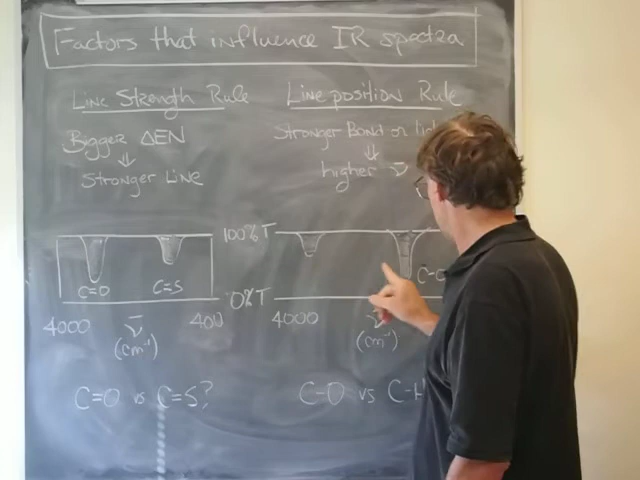 Factors that influence IR spectra
Line Strength Rule
Bigger ΔEN
⇓
Stronger Line
Line position Rule
Stronger Bond or
⇓
higher ν̄
100%T
C=O C=S
0%T
4000 ν̄ 400
(cm⁻¹)
C=O vs C=S?
C-O
4000 ν̄
(cm⁻¹)
C-O vs C-H